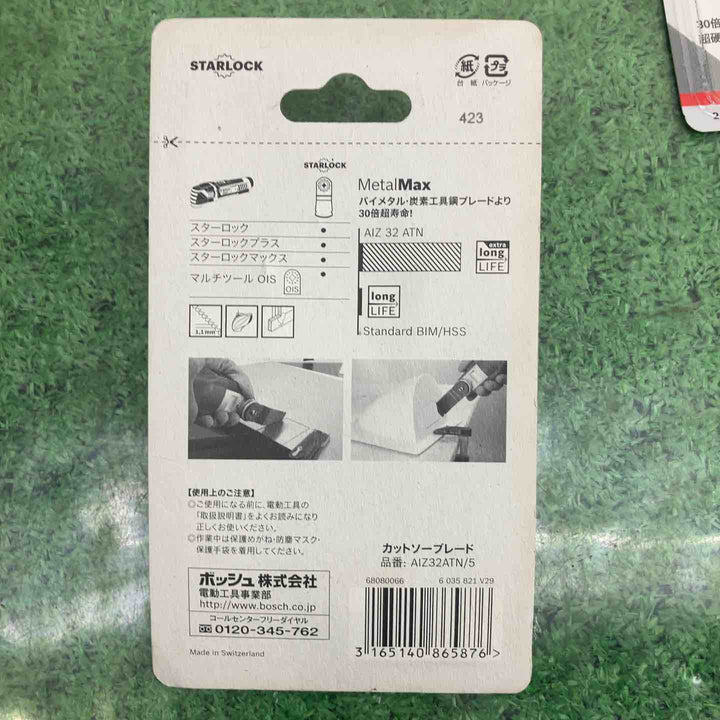 STARLOCK
紙 プラ
台 紙 パッケージ
423
30倍
超硬
2
STARLOCK
MetalMax
バイメタル・炭素工具鋼ブレードより
30倍超寿命!
スターロック
スターロックプラス
スターロックマックス
マルチツール OIS
OIS
AIZ 32 ATN
extra
long
LIFE
long
LIFE
Standard BIM/HSS
1,1mm
【使用上のご注意】
◎ご使用になる前に、電動工具の
「取扱説明書」をよくお読みになり
正しくお使いください。
◎作業中は保護めがね・防塵マスク・
保護手袋を着用してください。
ボッシュ株式会社
電動工具事業部
http://www.bosch.co.jp
コールセンターフリーダイヤル
0120-345-762
Made in Switzerland
カットソーブレード
品番: AIZ32ATN/5
68080066 6 035 821 V29
3 165140 865876 >